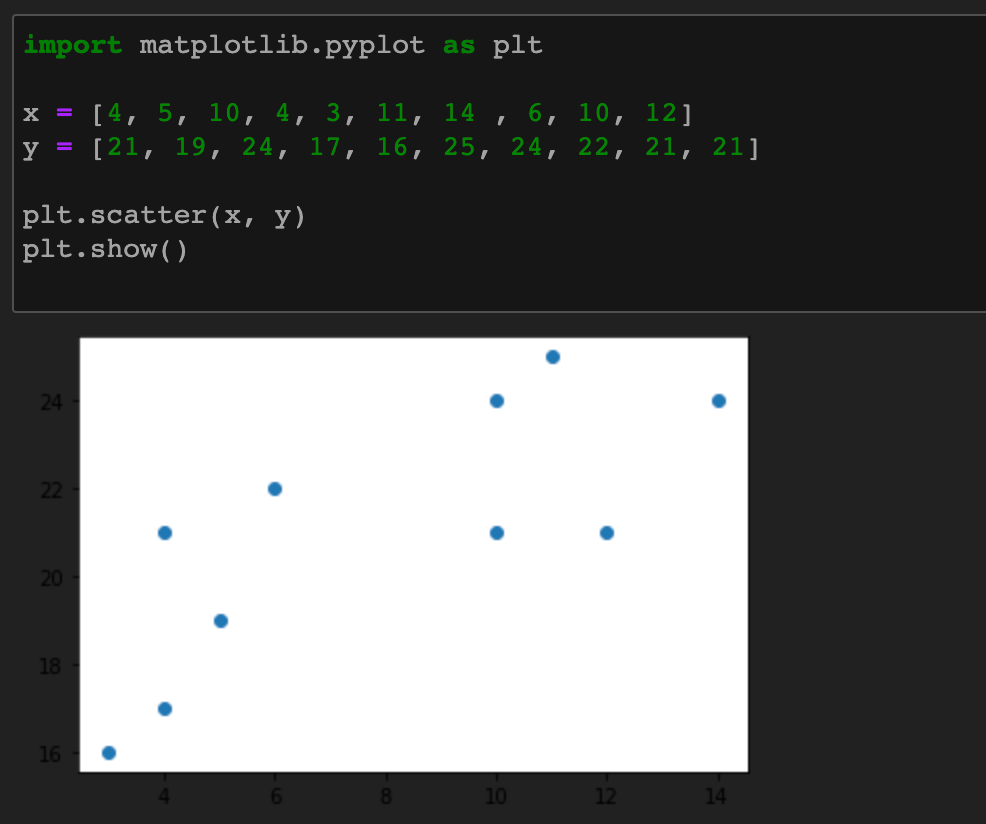 import matplotlib.pyplot as plt
x = [4, 5, 10, 4, 3, 11, 14 , 6, 10, 12]
y = [21, 19, 24, 17, 16, 25, 24, 22, 21, 21]
plt.scatter(x, y)
plt.show()
24
22
20
18
16
4 6 8 10 12 14